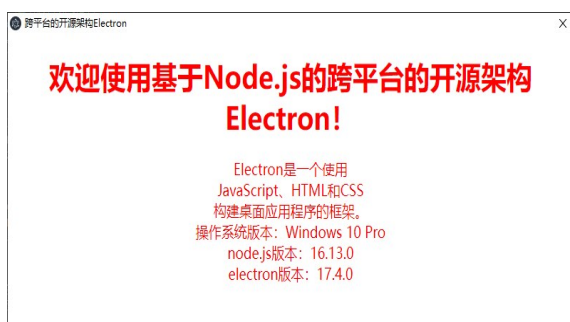 跨平台的开源架构Electron
欢迎使用基于Node.js的跨平台的开源架构
Electron！
Electron是一个使用
JavaScript、HTML和CSS
构建桌面应用程序的框架。
操作系统版本：Windows 10 Pro
node.js版本：16.13.0
electron版本：17.4.0